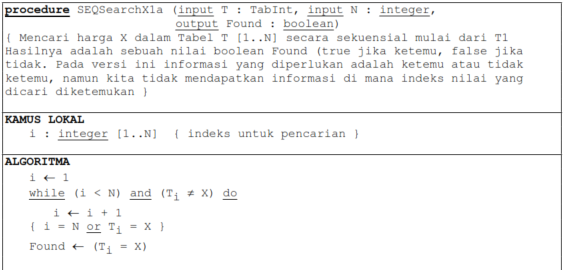 procedure SEQSearchX1a (input T : TabInt, input N : integer,
output Found : boolean)
{ Mencari harga X dalam Tabel T [1..N] secara sekuensial mulai dari T1
Hasilnya adalah sebuah nilai boolean Found (true jika ketemu, false jika
tidak. Pada versi ini informasi yang diperlukan adalah ketemu atau tidak
ketemu, namun kita tidak mendapatkan informasi di mana indeks nilai yang
dicari diketemukan }
KAMUS LOKAL
i : integer [1..N] { indeks untuk pencarian }
ALGORITMA
i ← 1
while (i < N) and (Ti ≠ X) do
i ← i + 1
{ i = N or Ti = X }
Found ← (Ti = X)